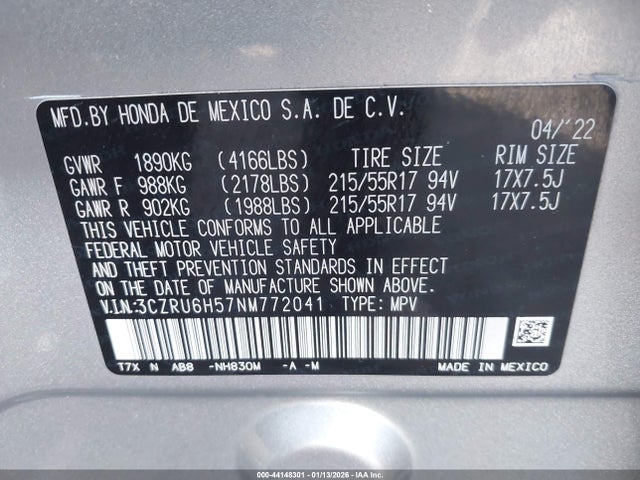 MFD.BY HONDA DE MEXICO S.A. DE C.V.
04/'22
GVWR 1890KG (4166LBS) TIRE SIZE RIM SIZE
GAWR F 988KG (2178LBS) 215/55R17 94V 17X7.5J
GAWR R 902KG (1988LBS) 215/55R17 94V 17X7.5J
THIS VEHICLE CONFORMS TO ALL APPLICABLE
FEDERAL MOTOR VEHICLE SAFETY
AND THEFT PREVENTION STANDARDS IN EFFECT
ON THE DATE OF MANUFACTURE SHOWN ABOVE.
V.I.N.:3CZRU6H57NM772041 TYPE: MPV
T7X N AB8 -NH830M -A -M
MADE IN MEXICO
000-44148301 - 01/13/2026 - IAA Corp.